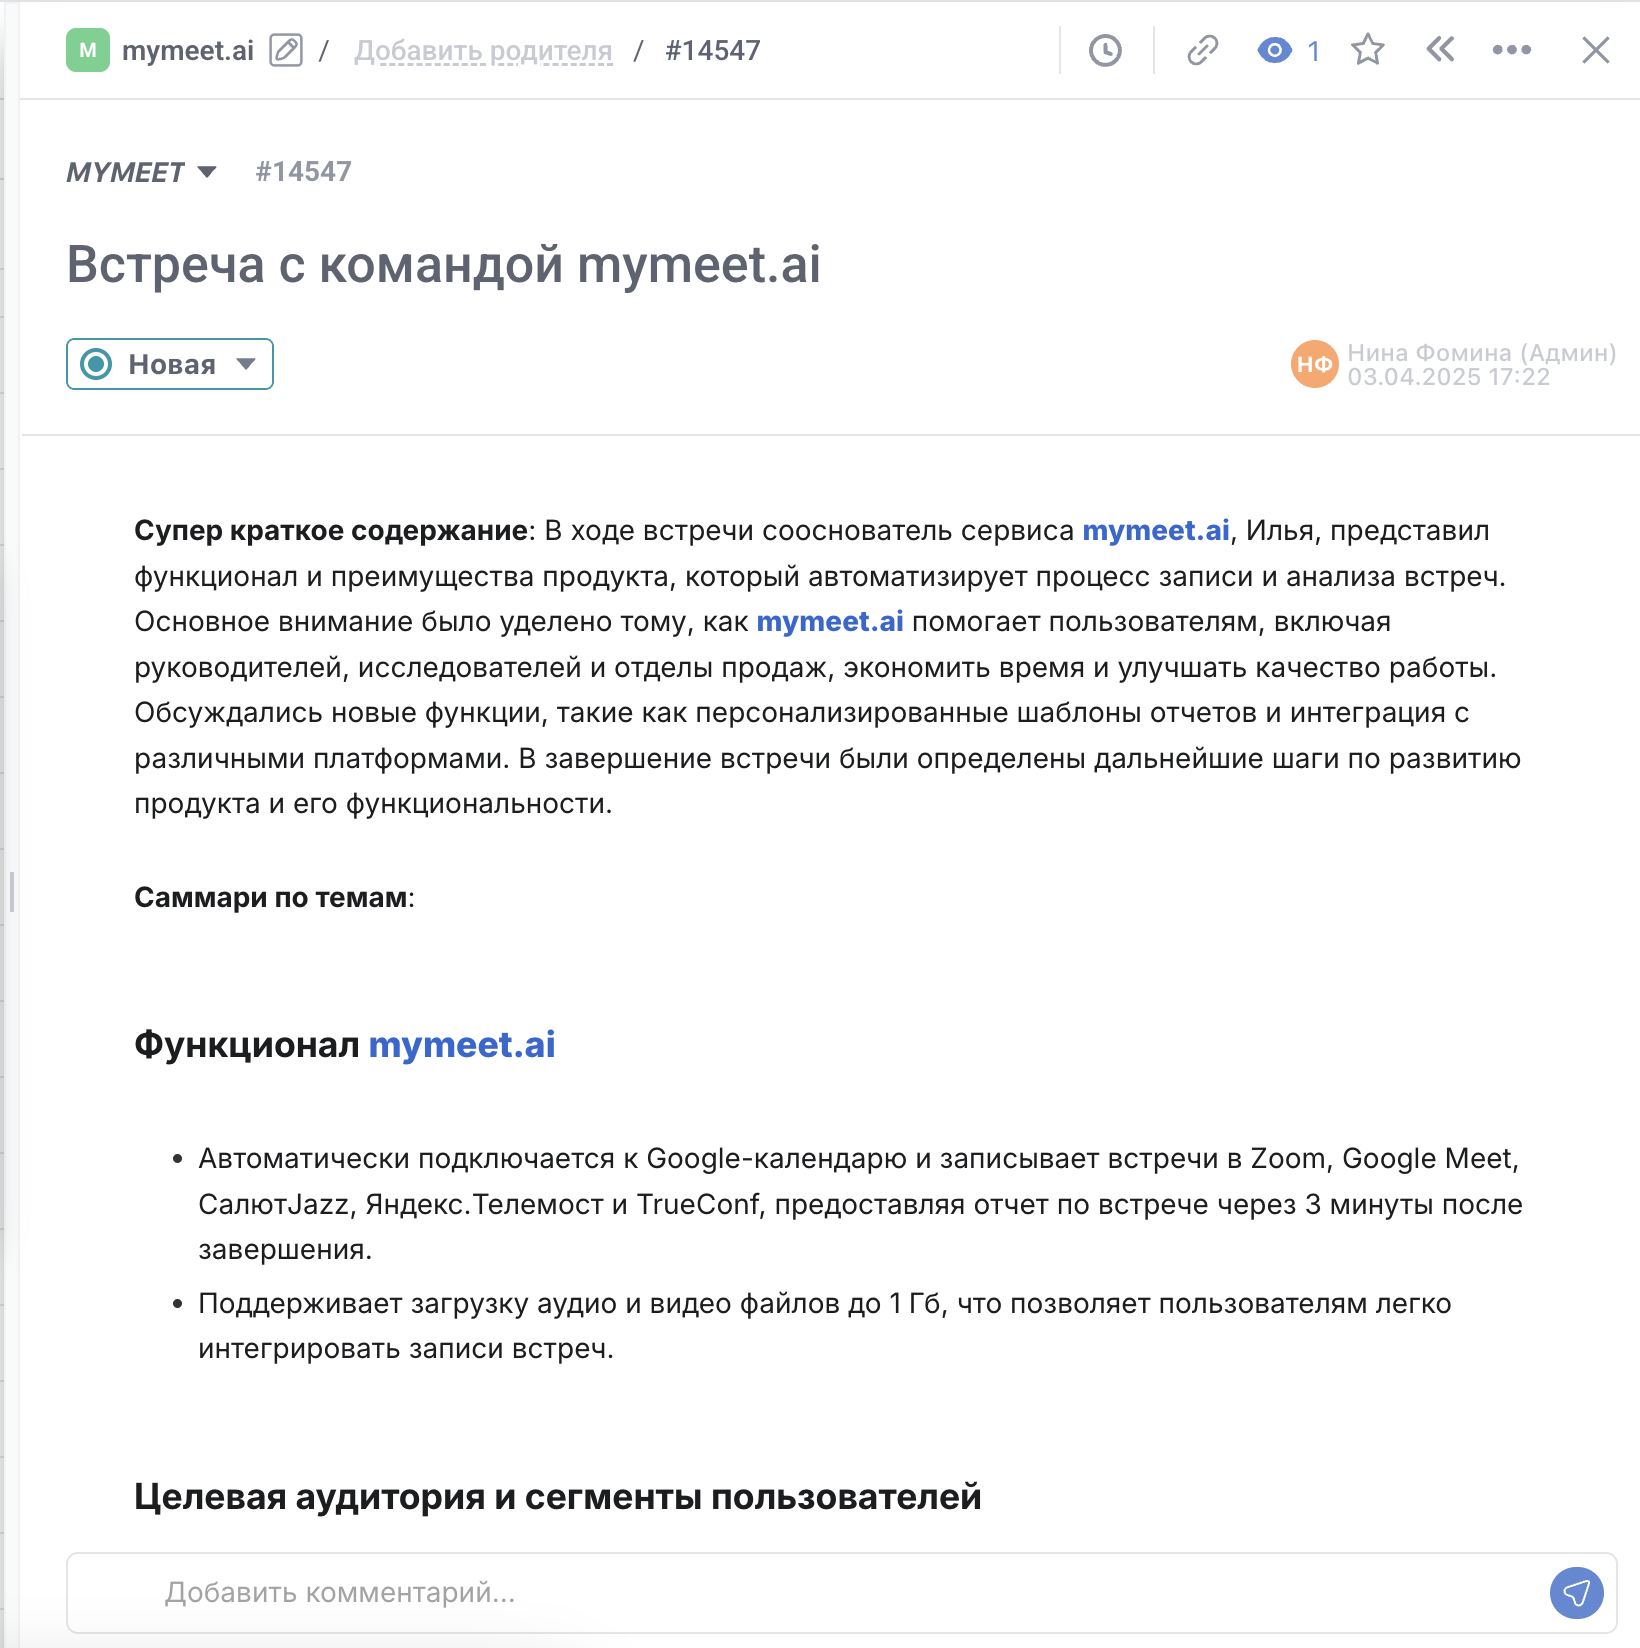 M mymeet.ai / Добавить родителя / #14547
1
MYMEET #14547
Встреча с командой mymeet.ai
Новая
НФ Нина Фомина (Админ)
03.04.2025 17:22
Супер краткое содержание: В ходе встречи сооснователь сервиса mymeet.ai, Илья, представил
функционал и преимущества продукта, который автоматизирует процесс записи и анализа встреч.
Основное внимание было уделено тому, как mymeet.ai помогает пользователям, включая
руководителей, исследователей и отделы продаж, экономить время и улучшать качество работы.
Обсуждались новые функции, такие как персонализированные шаблоны отчетов и интеграция с
различными платформами. В завершение встречи были определены дальнейшие шаги по развитию
продукта и его функциональности.
Саммари по темам:
Функционал mymeet.ai
• Автоматически подключается к Google-календарю и записывает встречи в Zoom, Google Meet,
СалютJazz, Яндекс.Телемост и TrueConf, предоставляя отчет по встрече через 3 минуты после
завершения.
• Поддерживает загрузку аудио и видео файлов до 1 Гб, что позволяет пользователям легко
интегрировать записи встреч.
Целевая аудитория и сегменты пользователей
Добавить комментарий...